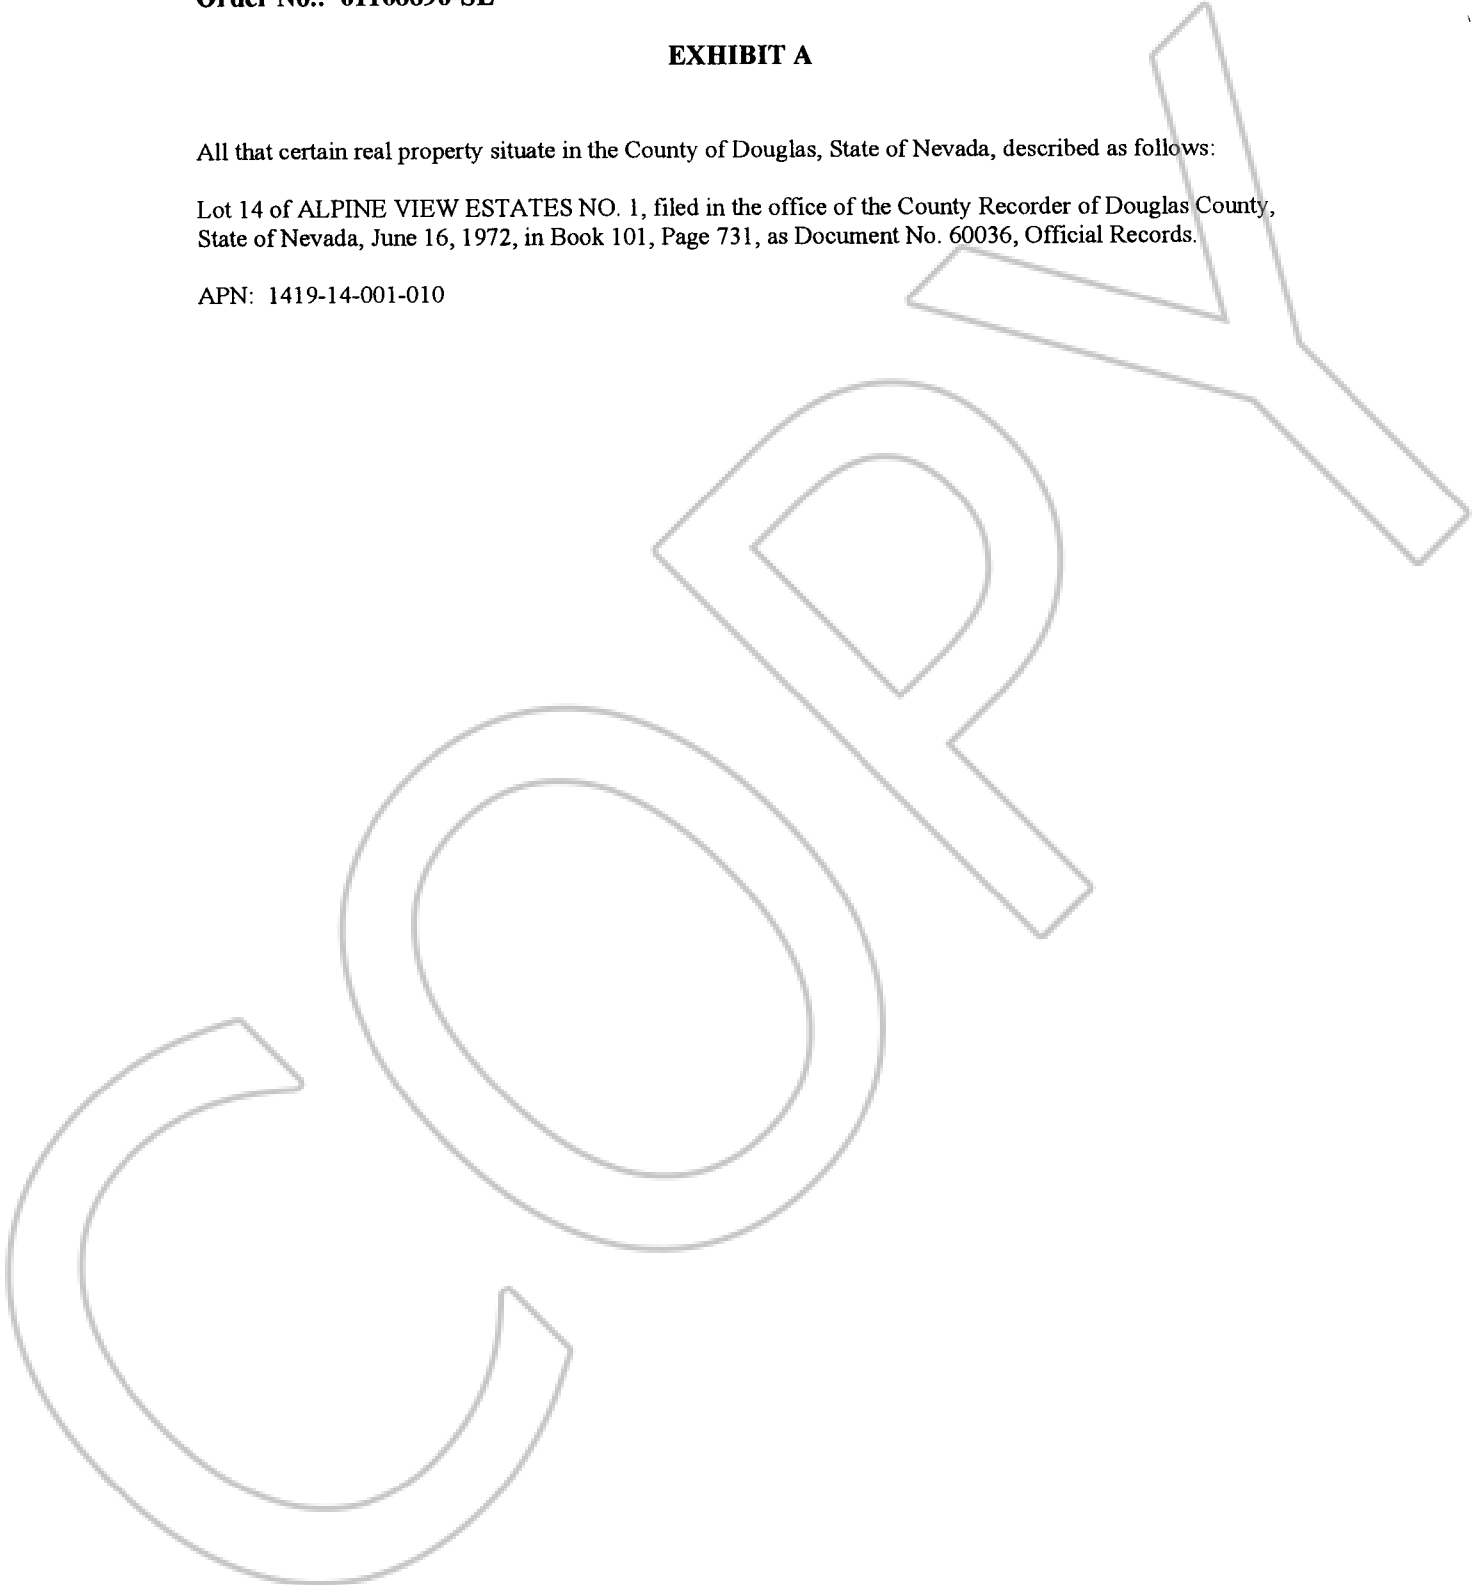 EXHIBIT A
All that certain real property situate in the County of Douglas, State of Nevada, described as follows:
Lot 14 of ALPINE VIEW ESTATES NO. 1, filed in the office of the County Recorder of Douglas County,
State of Nevada, June 16, 1972, in Book 101, Page 731, as Document No. 60036, Official Records.
APN: 1419-14-001-010
COPY